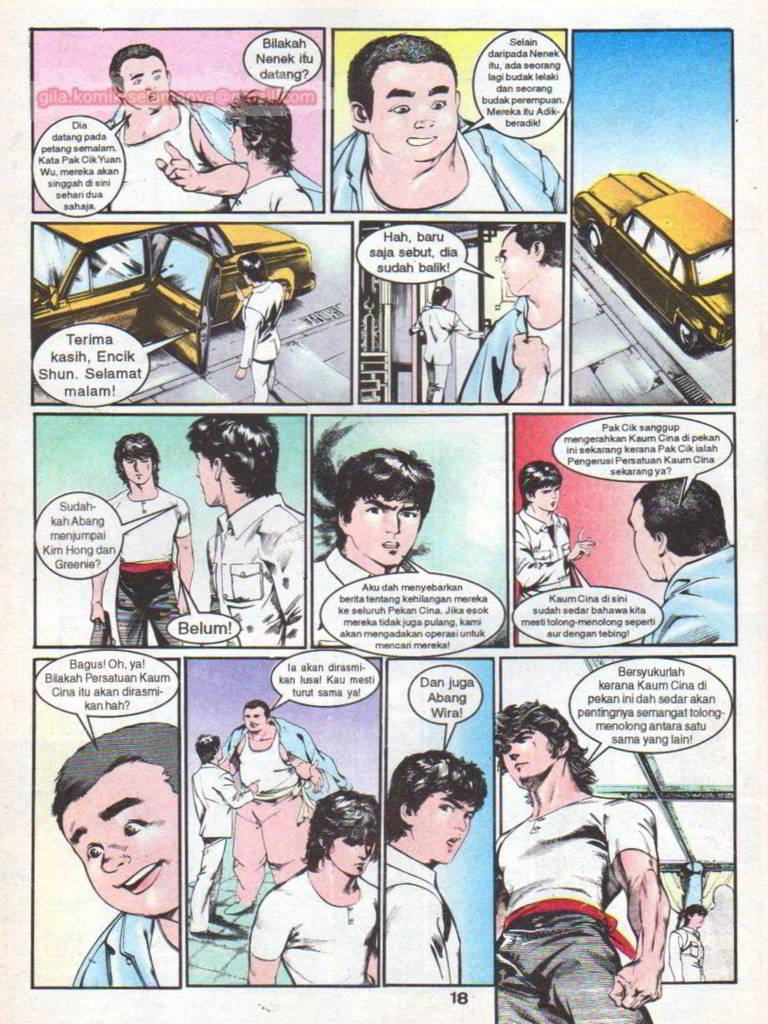 Bilakah
Nenek itu
datang?
Dia
datang pada
petang semalam.
Kata Pak Cik Yuan
Wu, mereka akan
singgah di sini
sehari dua
sahaja.
Selain
daripada Nenek
itu, ada seorang
lagi budak lelaki
dan seorang
budak perempuan.
Mereka itu Adik-
beradik!
Terima
kasih, Encik
Shun. Selamat
malam!
Hah, baru
saja sebut, dia
sudah balik!
Sudah-
kah Abang
menjumpai
Kim Hong dan
Greenie?
Belum!
Aku dah menyebarkan
berita tentang kehilangan mereka
ke seluruh Pekan Cina. Jika esok
mereka tidak juga pulang, kami
akan mengadakan operasi untuk
mencari mereka!
Pak Cik sanggup
mengerahkan Kaum Cina di pekan
ini sekarang kerana Pak Cik ialah
Pengerusi Persatuan Kaum Cina
sekarang ya?
Kaum Cina di sini
sudah sedar bahawa kita
mesti tolong-menolong seperti
aur dengan tebing!
Bagus! Oh, ya!
Bilakah Persatuan Kaum
Cina itu akan dirasmi-
kan hah?
Ia akan dirasmi-
kan lusa! Kau mesti
turut sama ya!
Dan juga
Abang
Wira!
Bersyukurlah
kerana Kaum Cina di
pekan ini dah sedar akan
pentingnya semangat tolong-
menolong antara satu
sama yang lain!
18